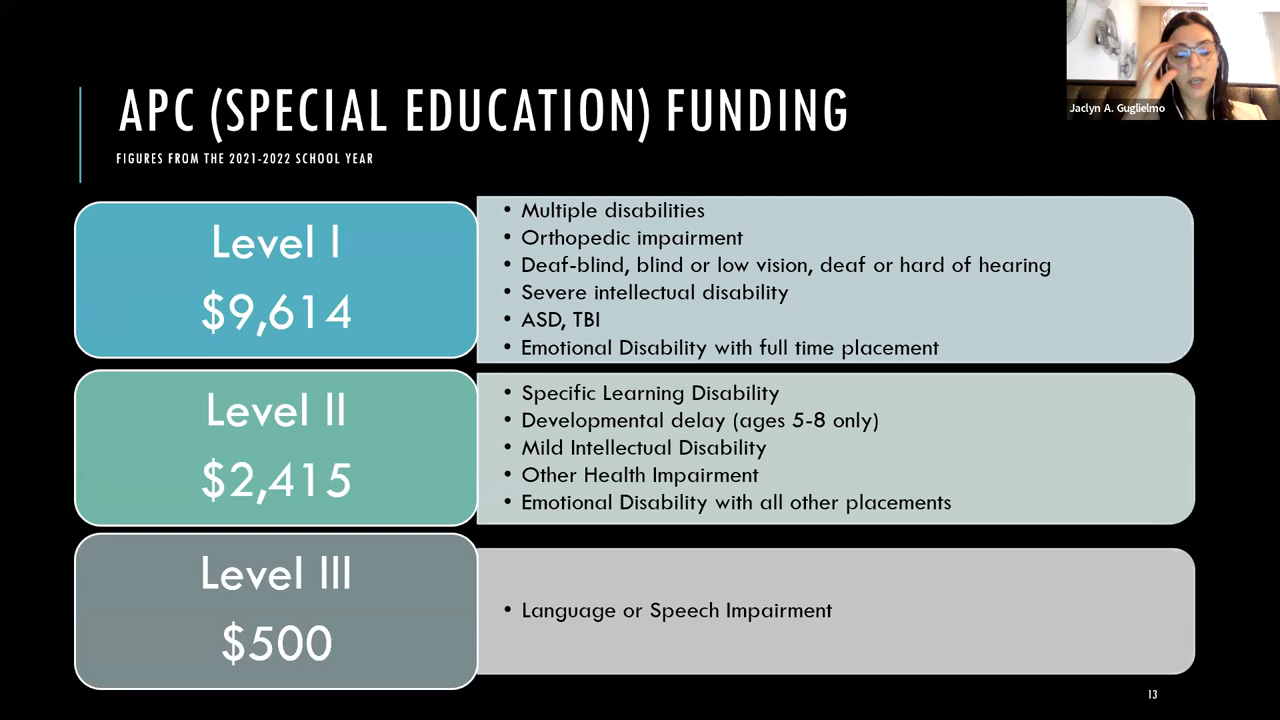 APC (SPECIAL EDUCATION) FUNDING
FIGURES FROM THE 2021-2022 SCHOOL YEAR
Jaclyn A. Guglielmo
Level I
$9,614
• Multiple disabilities
• Orthopedic impairment
• Deaf-blind, blind or low vision, deaf or hard of hearing
• Severe intellectual disability
• ASD, TBI
• Emotional Disability with full time placement
Level II
$2,415
• Specific Learning Disability
• Developmental delay (ages 5-8 only)
• Mild Intellectual Disability
• Other Health Impairment
• Emotional Disability with all other placements
Level III
$500
• Language or Speech Impairment
13